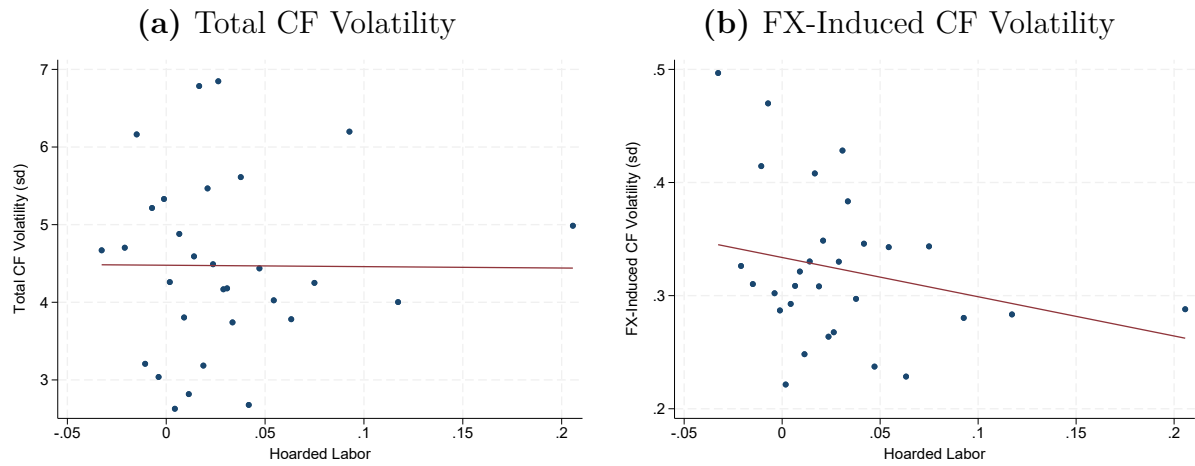 (a) Total CF Volatility
7
6
5
4
3
Total CF Volatility (sd)
-.05 0 .05 .1 .15 .2
Hoarded Labor
(b) FX-Induced CF Volatility
.5
.4
.3
.2
FX-Induced CF Volatility (sd)
-.05 0 .05 .1 .15 .2
Hoarded Labor